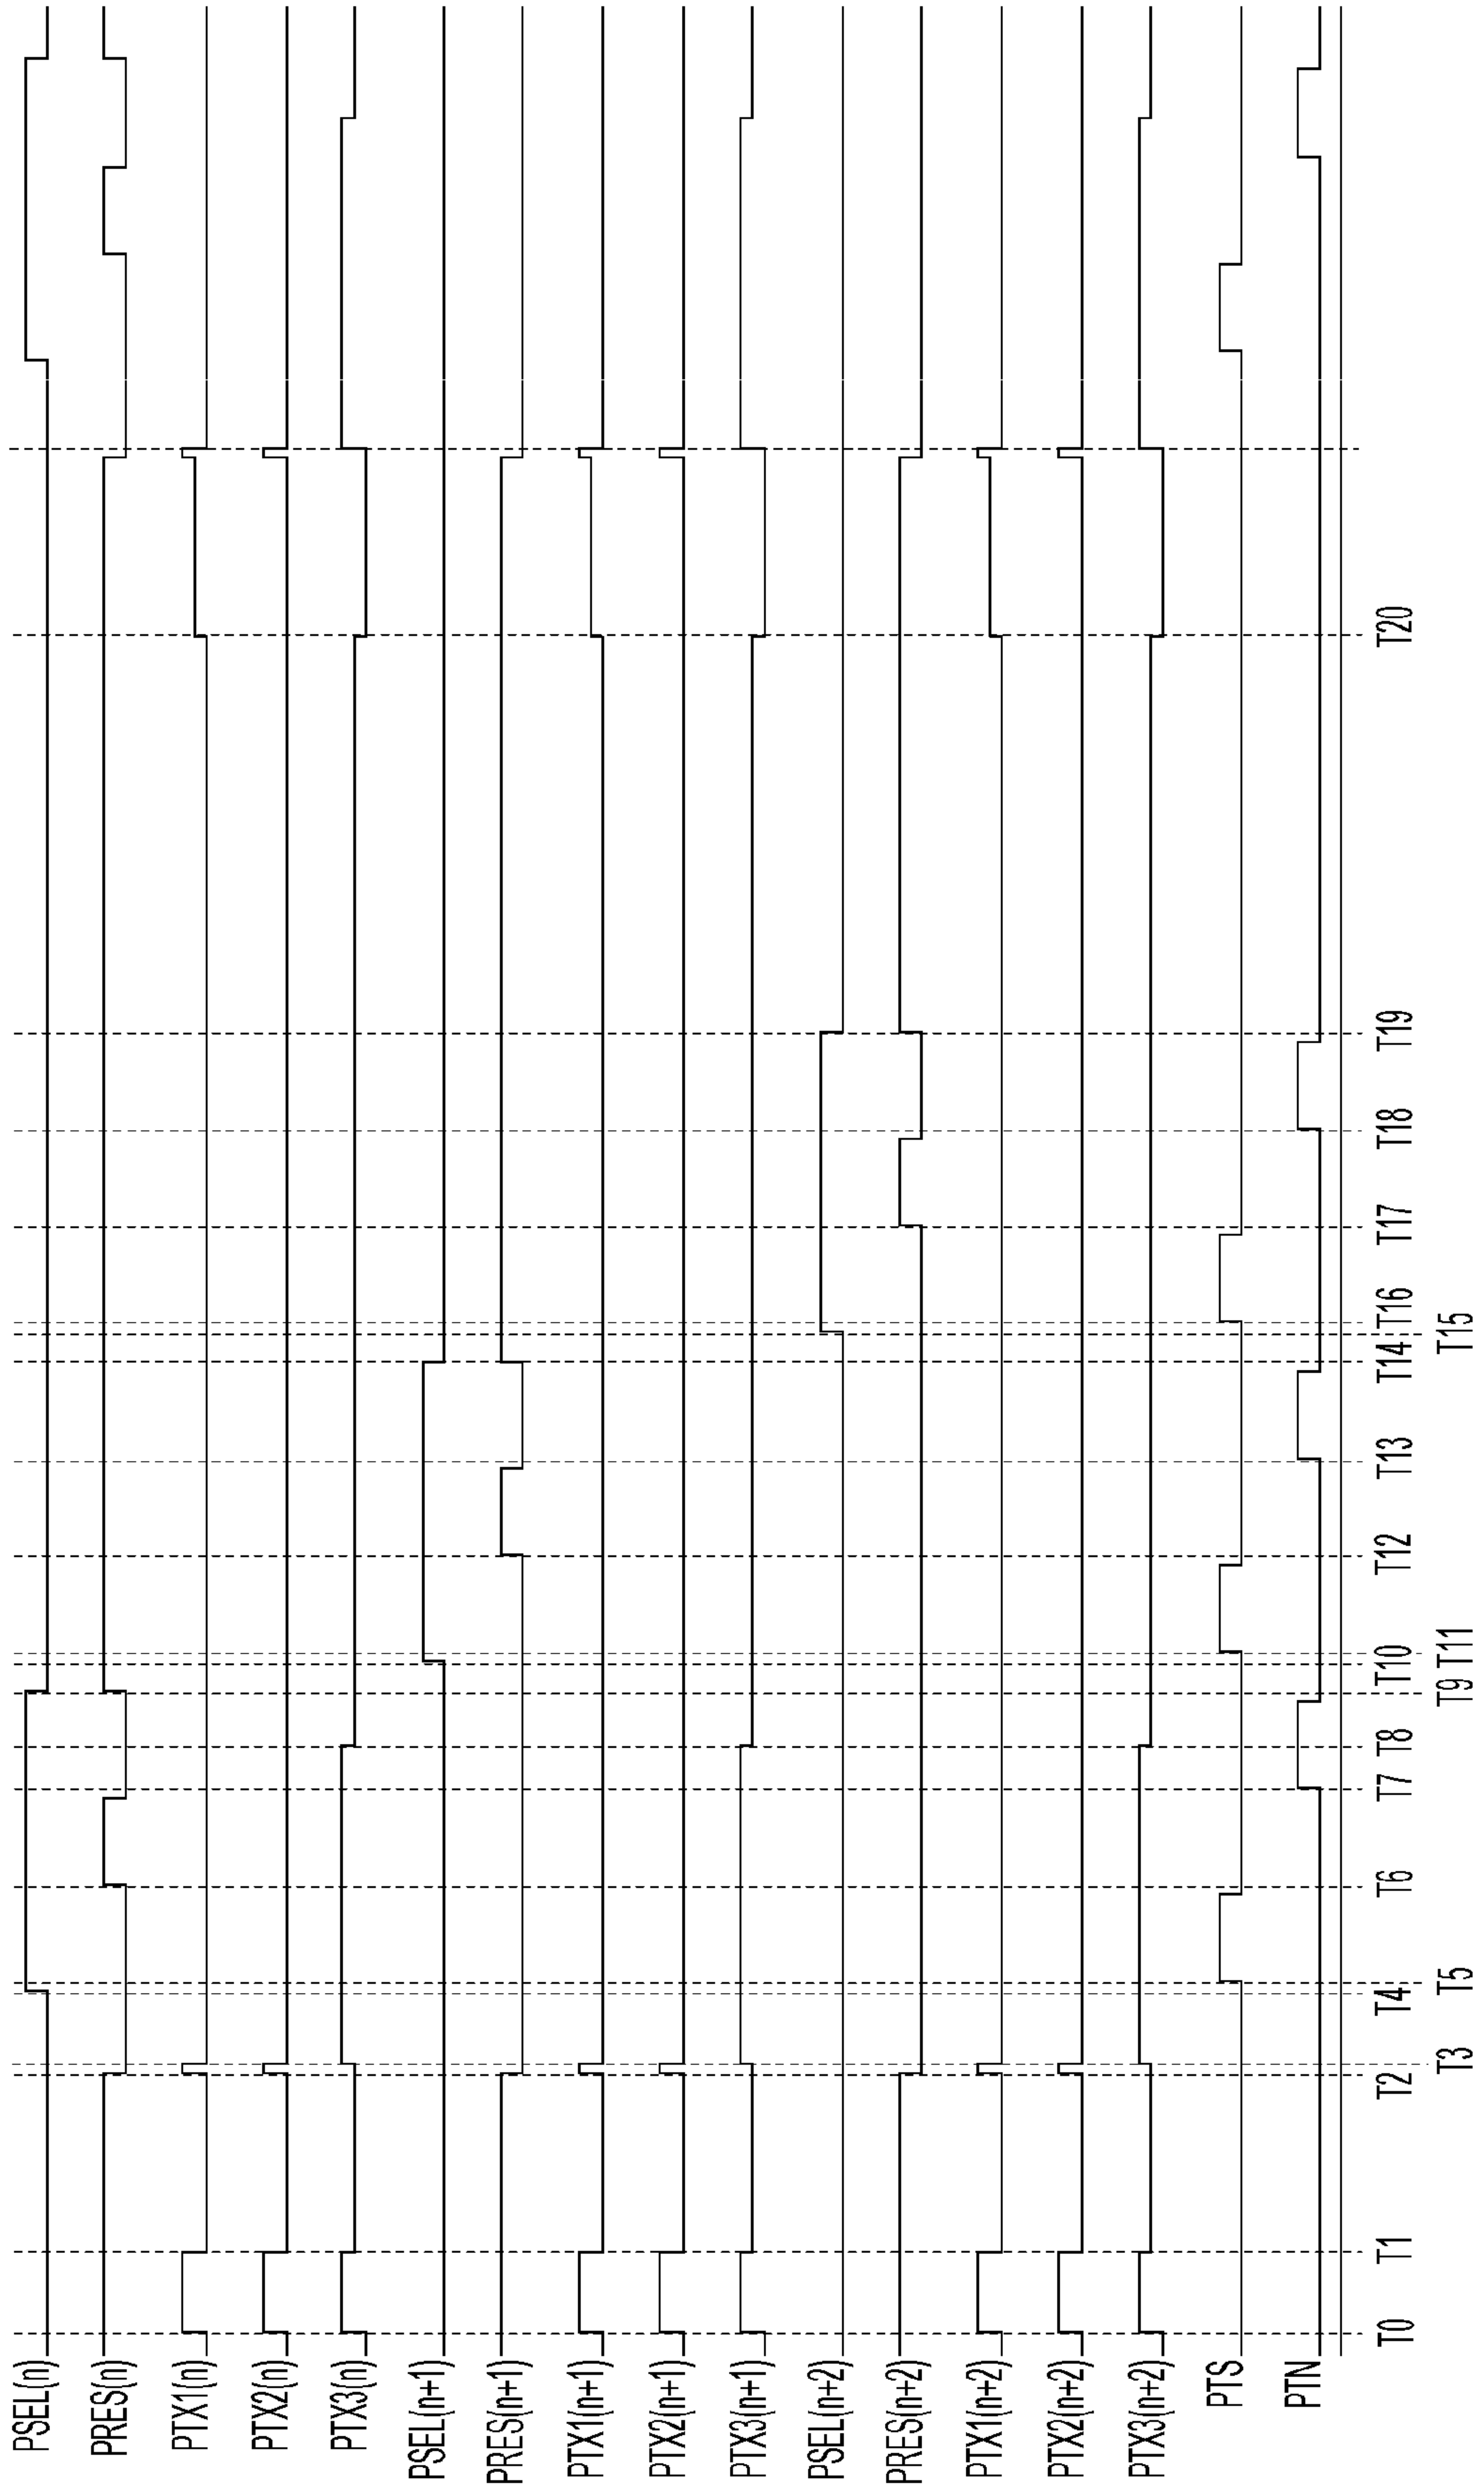 PSEL(n)
PRES(n)
PTX1(n)
PTX2(n)
PTX3(n)
PSEL(n+1)
PRES(n+1)
PTX1(n+1)
PTX2(n+1)
PTX3(n+1)
PSEL(n+2)
PRES(n+2)
PTX1(n+2)
PTX2(n+2)
PTX3(n+2)
PTS
PTN
T0 T1 T2 T4 T6 T7 T8 T10 T12 T13 T14 T16 T17 T18 T19 T20
T3 T5 T9 T11 T15